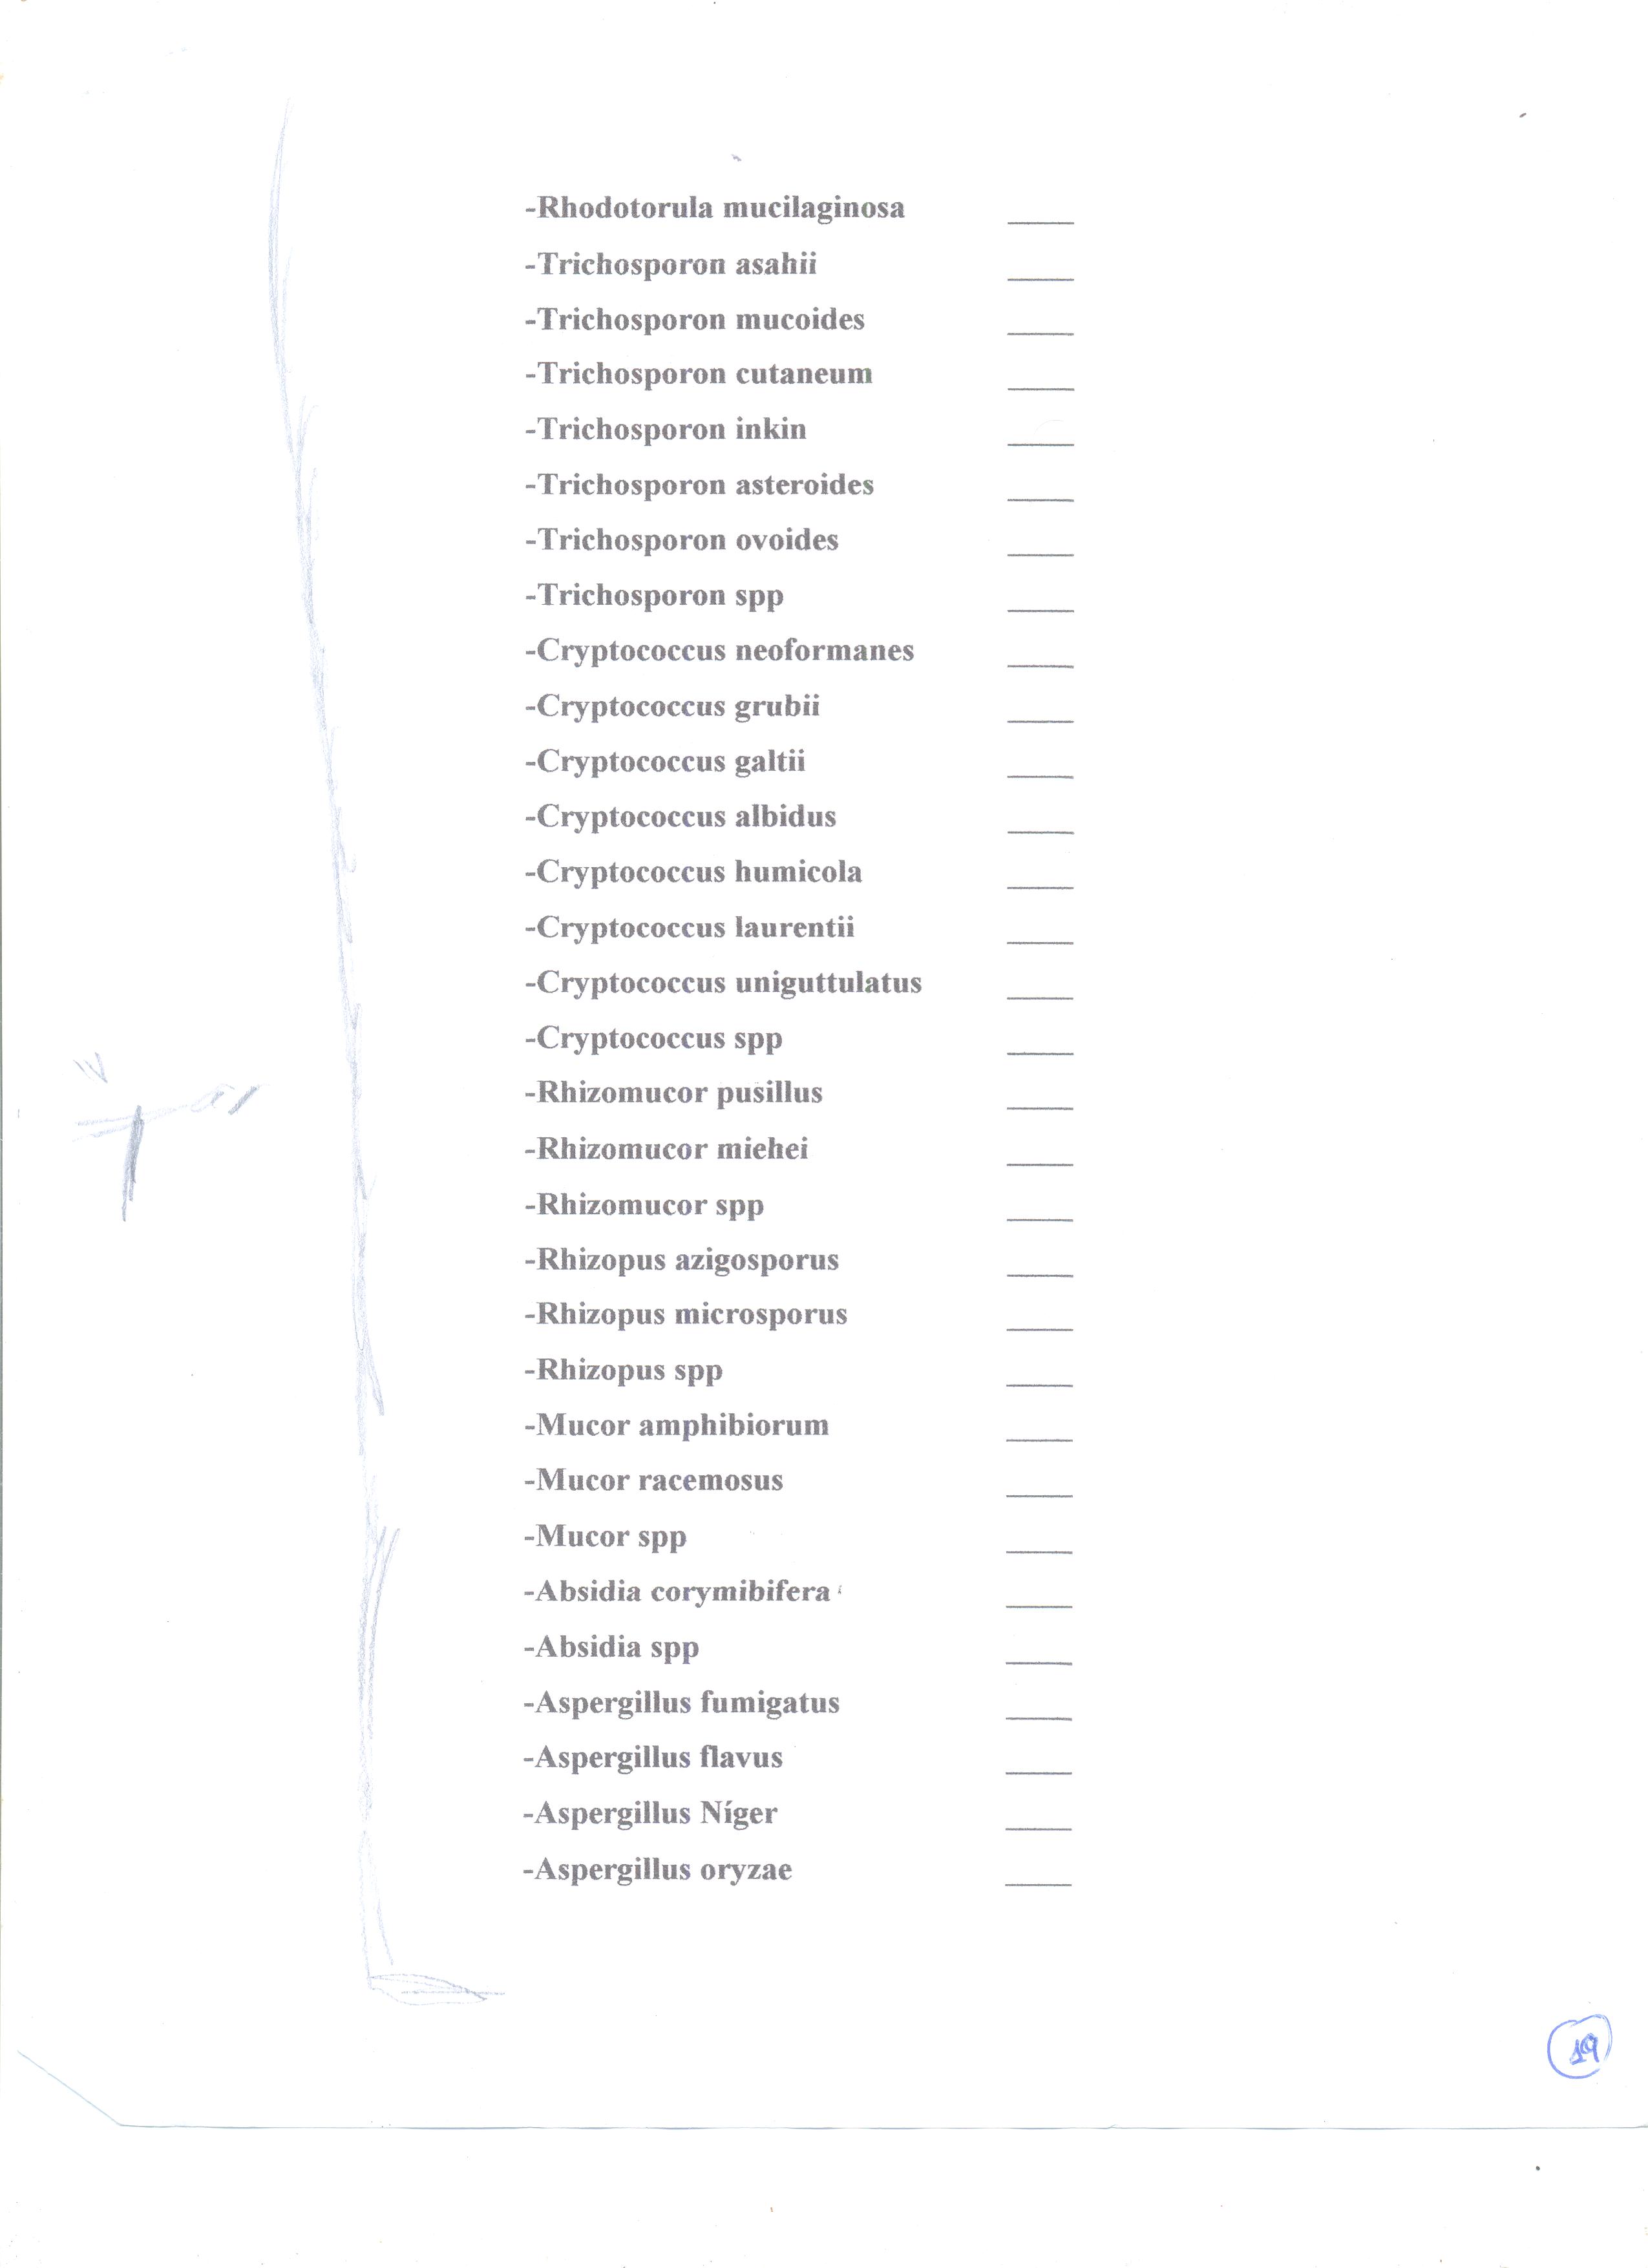 -Rhodotorula mucilaginosa _____
-Trichosporon asahii _____
-Trichosporon mucoides _____
-Trichosporon cutaneum _____
-Trichosporon inkin _____
-Trichosporon asteroides _____
-Trichosporon ovoides _____
-Trichosporon spp _____
-Cryptococcus neoformanes _____
-Cryptococcus grubii _____
-Cryptococcus galtii _____
-Cryptococcus albidus _____
-Cryptococcus humicola _____
-Cryptococcus laurentii _____
-Cryptococcus uniguttulatus _____
-Cryptococcus spp _____
-Rhizomucor pusillus _____
-Rhizomucor miehei _____
-Rhizomucor spp _____
-Rhizopus azigosporus _____
-Rhizopus microsporus _____
-Rhizopus spp _____
-Mucor amphibiorum _____
-Mucor racemosus _____
-Mucor spp _____
-Absidia corymibifera _____
-Absidia spp _____
-Aspergillus fumigatus _____
-Aspergillus flavus _____
-Aspergillus Níger _____
-Aspergillus oryzae _____
19